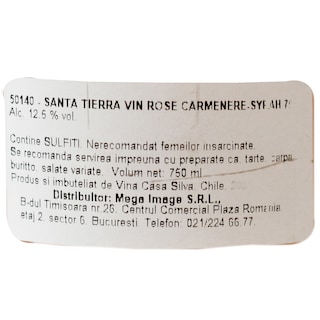 50140 - SANTA TIERRA VIN ROSE CARMENERE-SYRAH
Alc. 12.5 % vol.
Contine SULFITI. Nerecomandat femeilor insarcinate.
Se recomanda servirea impreuna cu preparate ca: tarte, carpa
buritto, salate variate. Volum net: 750 ml
Produs si imbuteliat de Vina Casa Silva, Chile,
Distribuitor: Mega Image S.R.L.,
B-dul Timisoara nr.26, Centrul Comercial Plaza Romania,
etaj 2, sector 6, Bucuresti. Telefon: 021/224.66.77.